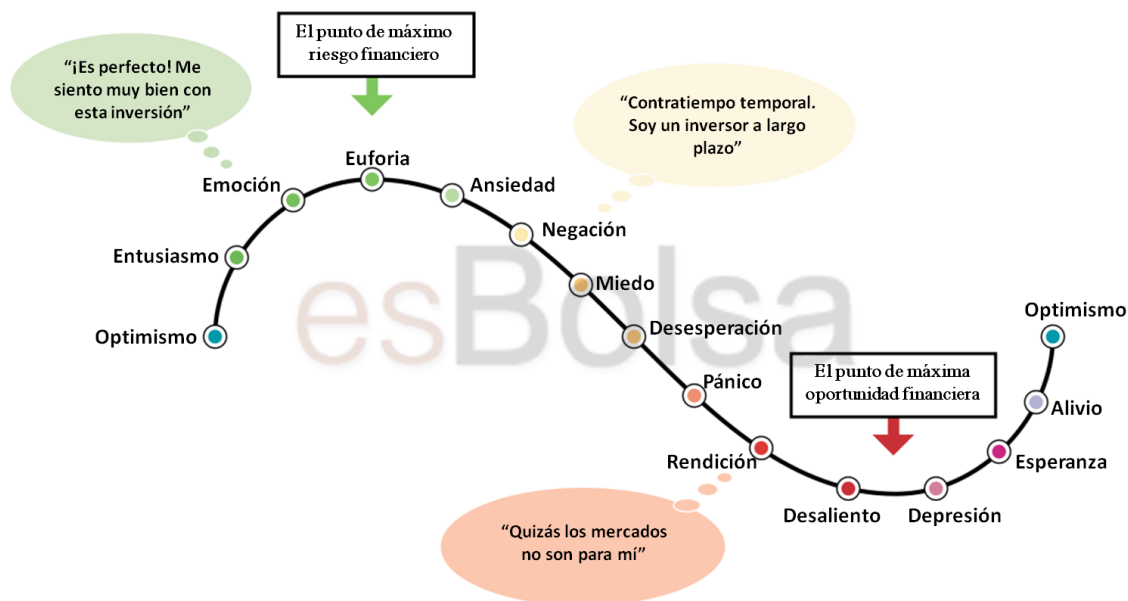 El punto de máximo
riesgo financiero
“¡Es perfecto! Me
siento muy bien con
esta inversión”
“Contratiempo temporal.
Soy un inversor a largo
plazo”
Euforia
Emoción
Ansiedad
Negación
Entusiasmo
Miedo
Optimismo
Desesperación
esBolsa
Optimismo
El punto de máxima
oportunidad financiera
Pánico
Alivio
Rendición
Esperanza
Desaliento
Depresión
“Quizás los mercados
no son para mí”